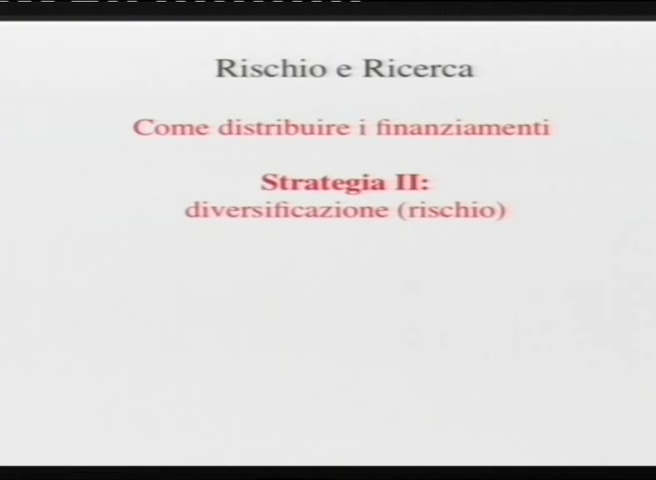 Rischio e Ricerca
Come distribuire i finanziamenti
Strategia II:
diversificazione (rischio)